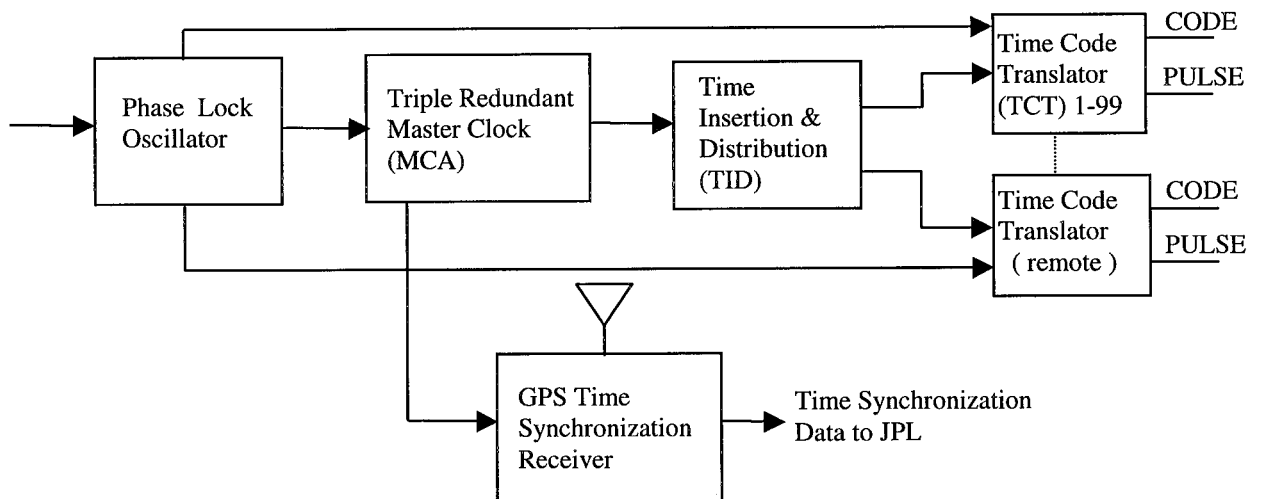 Phase Lock
Oscillator
Triple Redundant
Master Clock
(MCA)
Time
Insertion &
Distribution
(TID)
Time Code
Translator
(TCT) 1-99
CODE
PULSE
Time Code
Translator
( remote )
CODE
PULSE
GPS Time
Synchronization
Receiver
Time Synchronization
Data to JPL